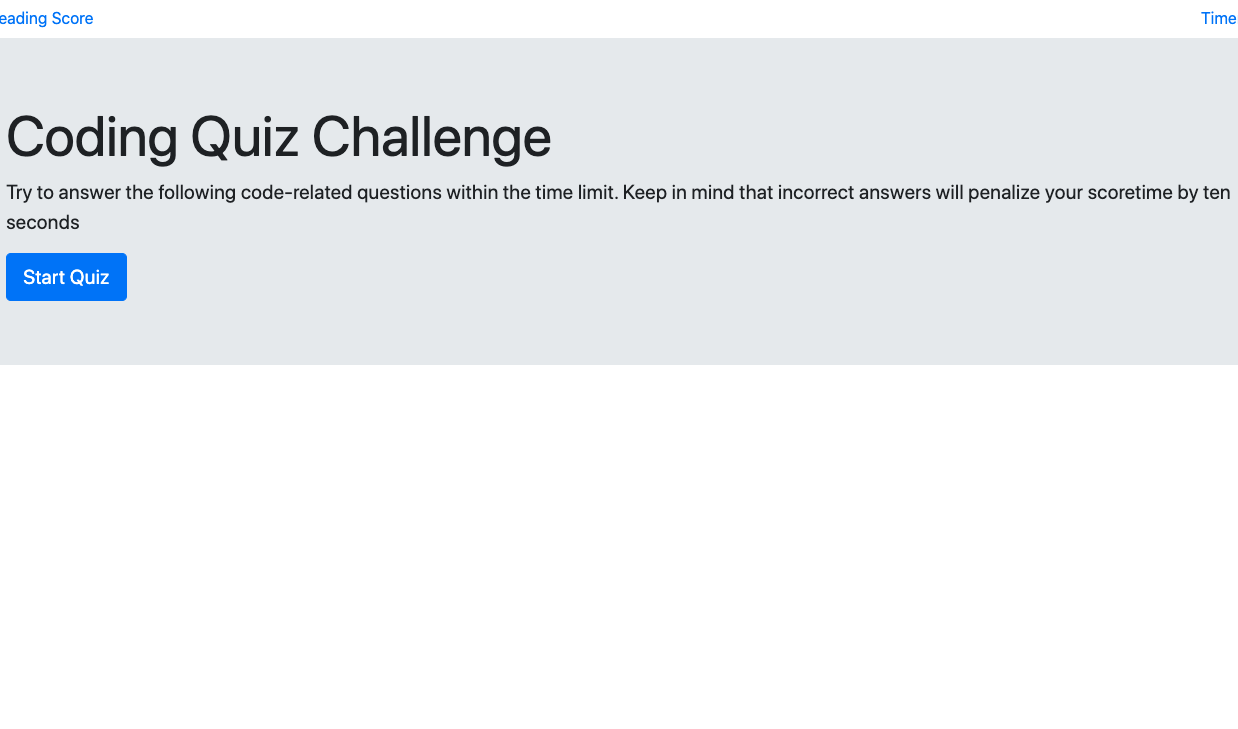 eading Score
Time
Coding Quiz Challenge
Try to answer the following code-related questions within the time limit. Keep in mind that incorrect answers will penalize your scoretime by ten
seconds
Start Quiz